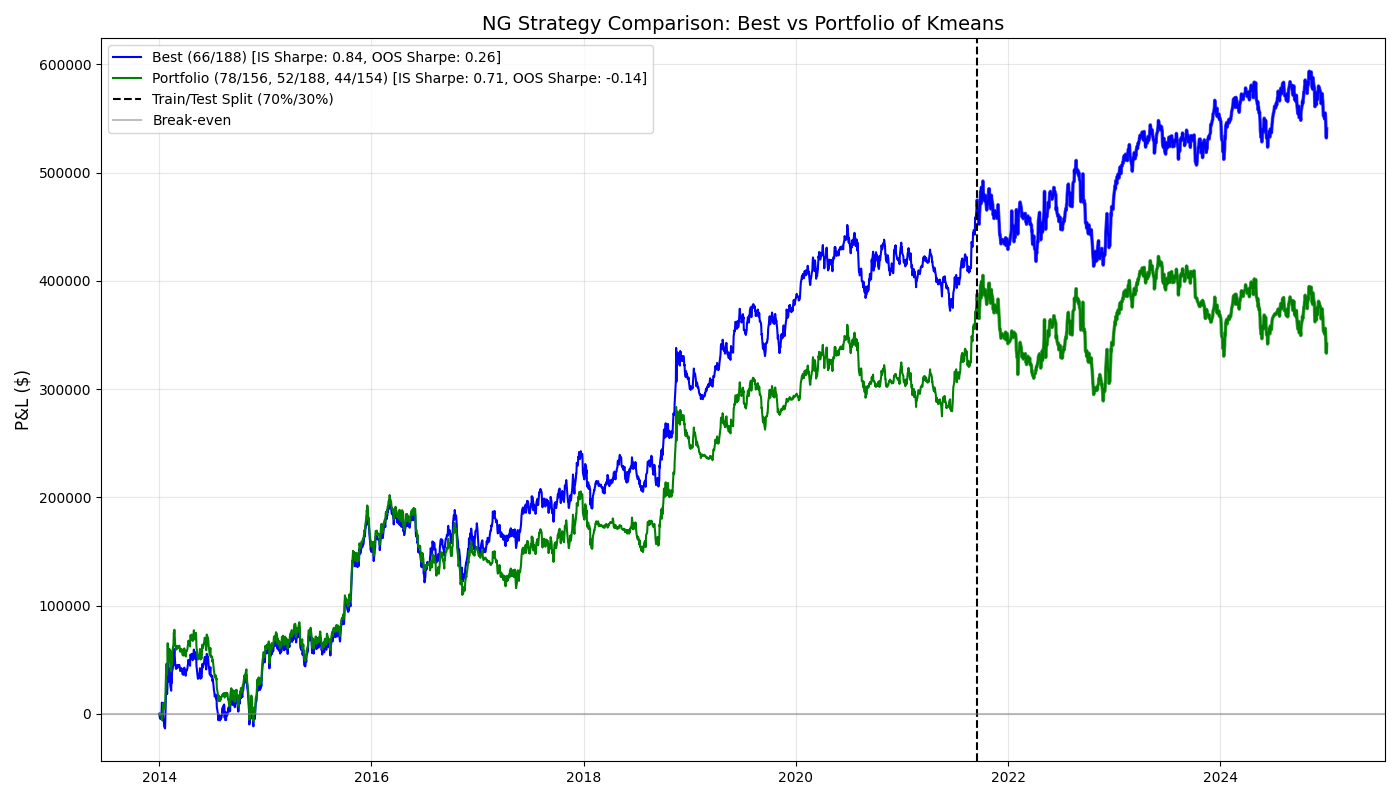 NG Strategy Comparison: Best vs Portfolio of Kmeans
Best (66/188) [IS Sharpe: 0.84, OOS Sharpe: 0.26]
Portfolio (78/156, 52/188, 44/154) [IS Sharpe: 0.71, OOS Sharpe: -0.14]
Train/Test Split (70%/30%)
Break-even
P&L ($)
600000
500000
400000
300000
200000
100000
0
2014
2016
2018
2020
2022
2024